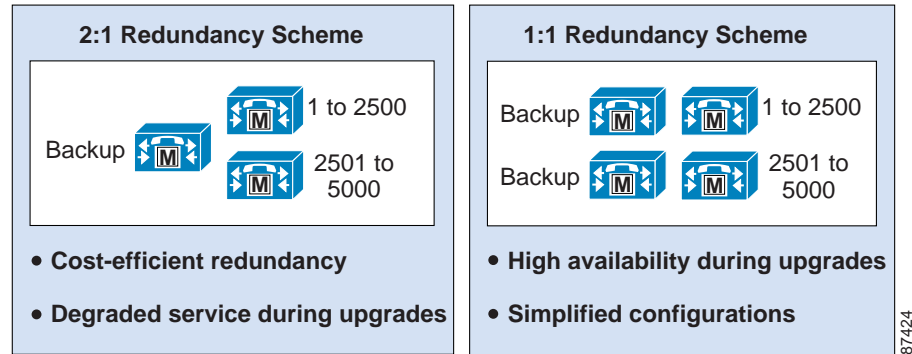 2:1 Redundancy Scheme
Backup
M
M
1 to 2500
M
2501 to
5000
• Cost-efficient redundancy
• Degraded service during upgrades
1:1 Redundancy Scheme
Backup
M
M
1 to 2500
Backup
M
M
2501 to
5000
• High availability during upgrades
• Simplified configurations
87424